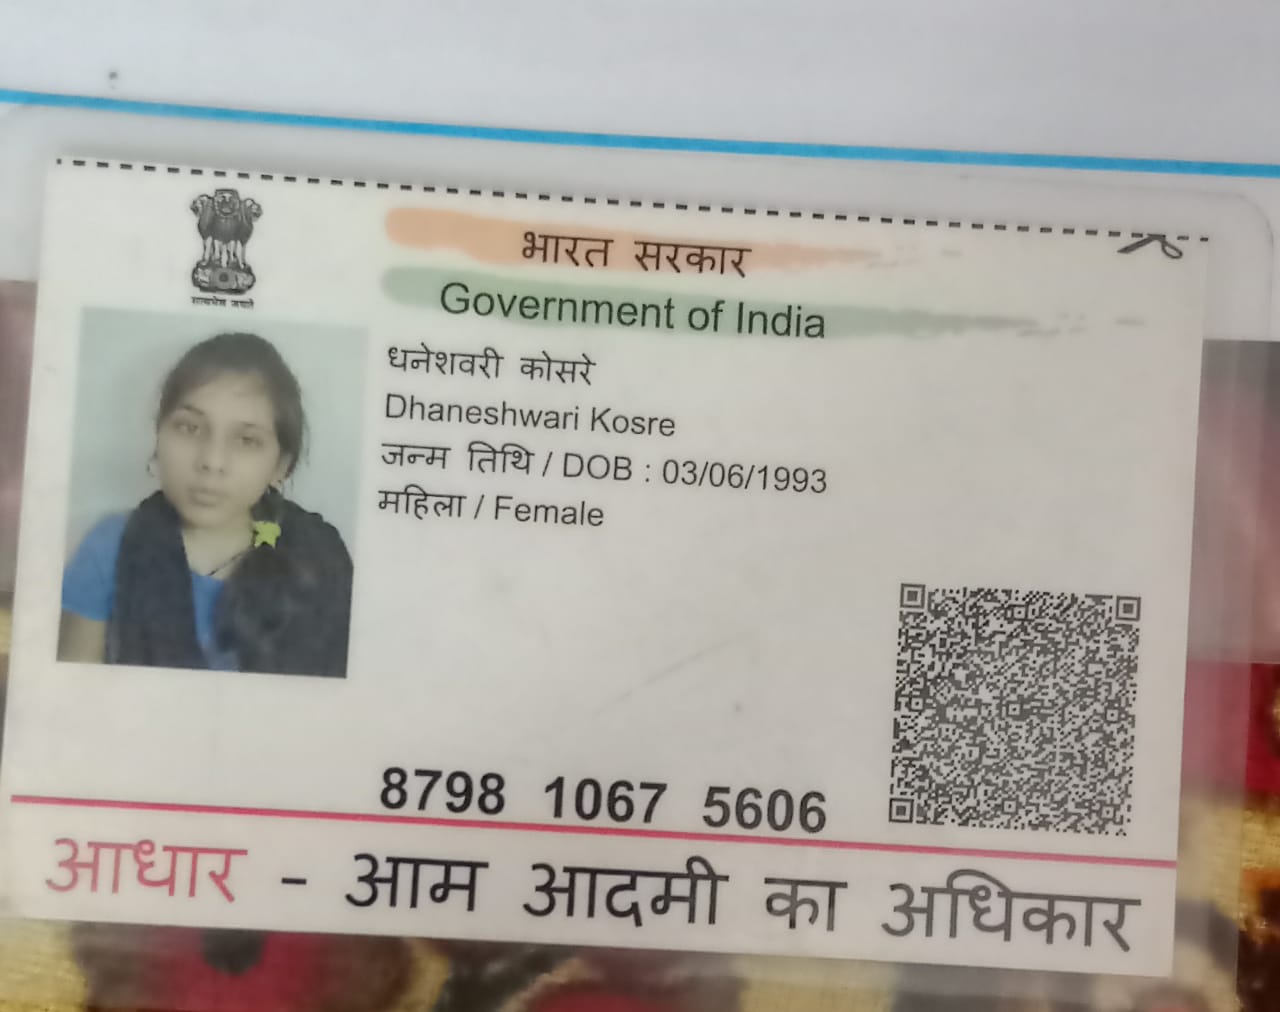 सत्यमेव जयते
भारत सरकार
Government of India
धनेशवरी कोसरे
Dhaneshwari Kosre
जन्म तिथि / DOB : 03/06/1993
महिला / Female
8798 1067 5606
आधार - आम आदमी का अधिकार